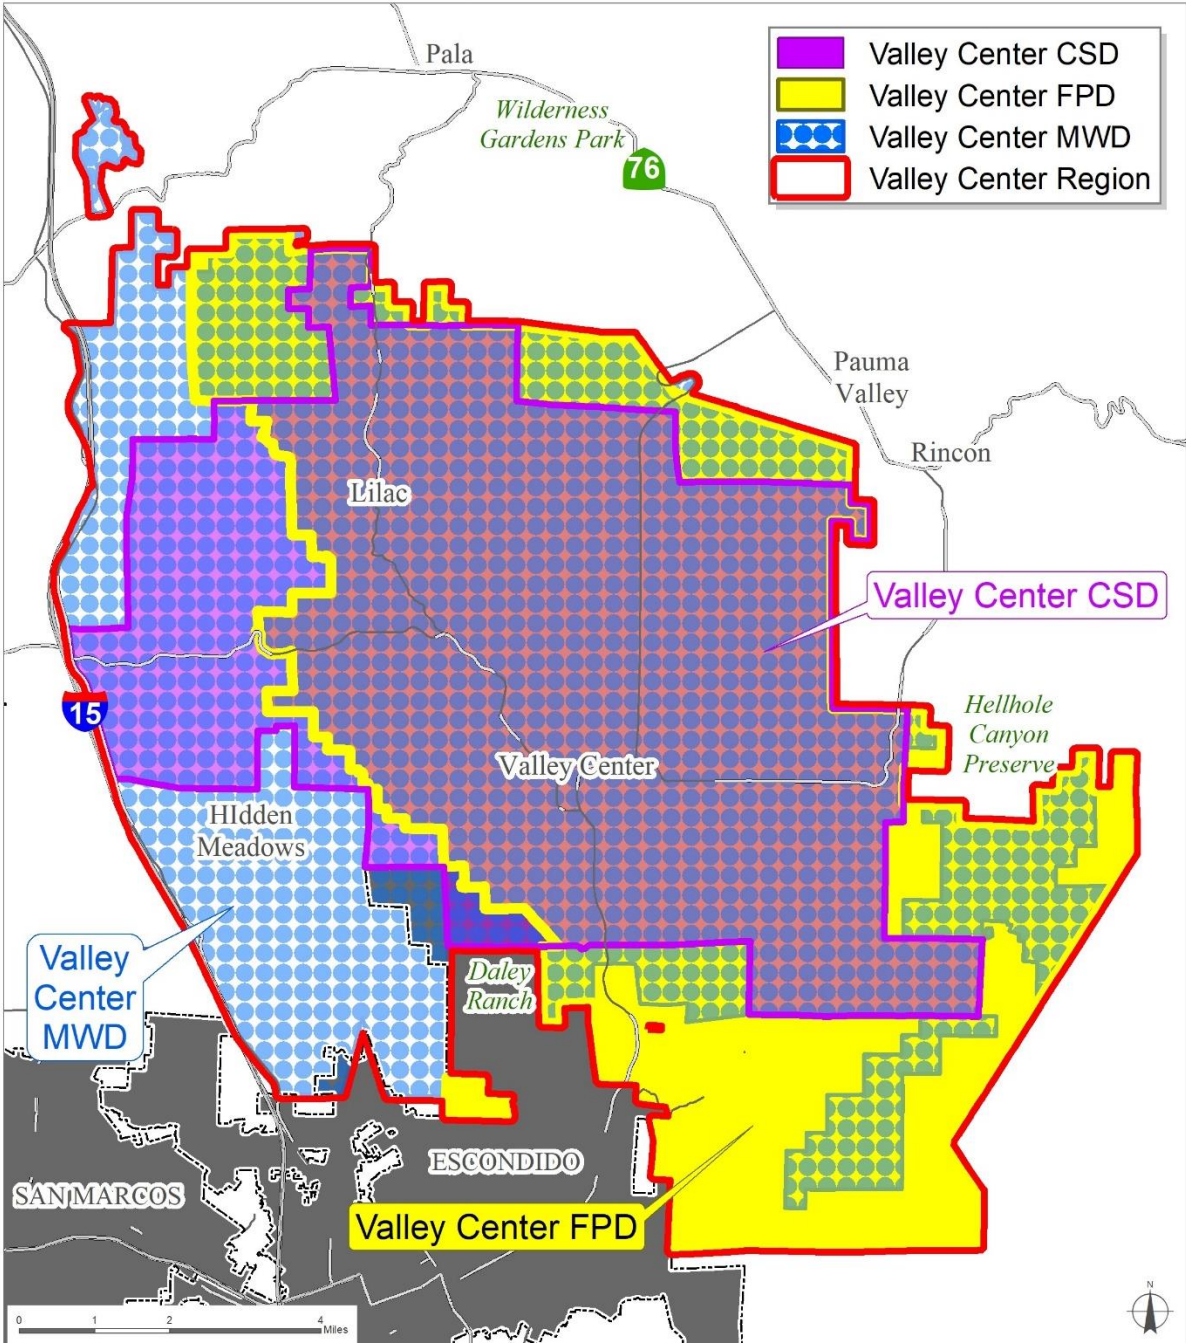 Pala
Wilderness
Gardens Park
76
Valley Center CSD
Valley Center FPD
Valley Center MWD
Valley Center Region
Pauma
Valley
Rincon
Lilac
Valley Center CSD
15
Hellhole
Canyon
Preserve
Valley Center
HIdden
Meadows
Valley
Center
MWD
Daley
Ranch
ESCONDIDO
SAN MARCOS
Valley Center FPD
N
0 1 2 4
Miles